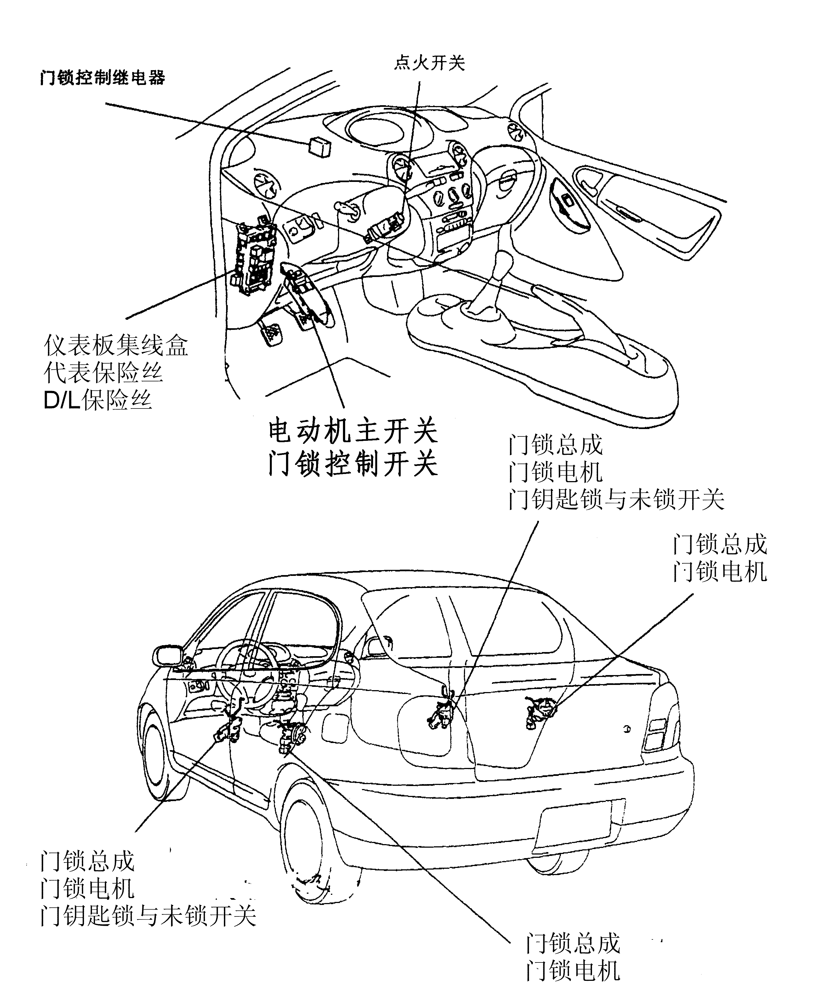 点火开关
门锁控制继电器
仪表板集线盒
代表保险丝
D/L保险丝
电动机主开关
门锁控制开关
门锁总成
门锁电机
门钥匙锁与未锁开关
门锁总成
门锁电机
门锁总成
门锁电机
门钥匙锁与未锁开关
门锁总成
门锁电机